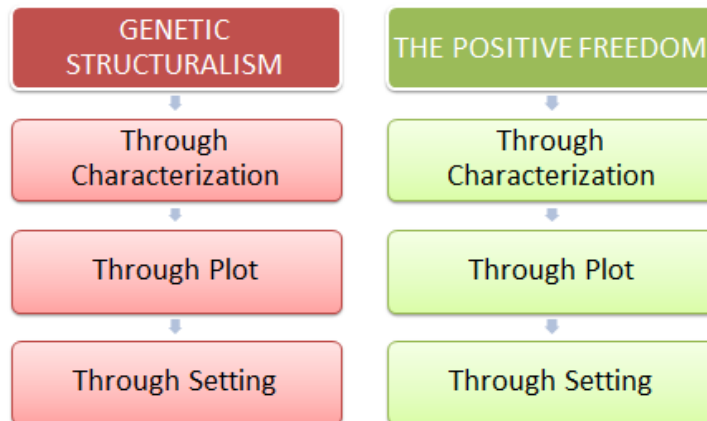 GENETIC
STRUCTURALISM
Through
Characterization
Through Plot
Through Setting
THE POSITIVE FREEDOM
Through
Characterization
Through Plot
Through Setting